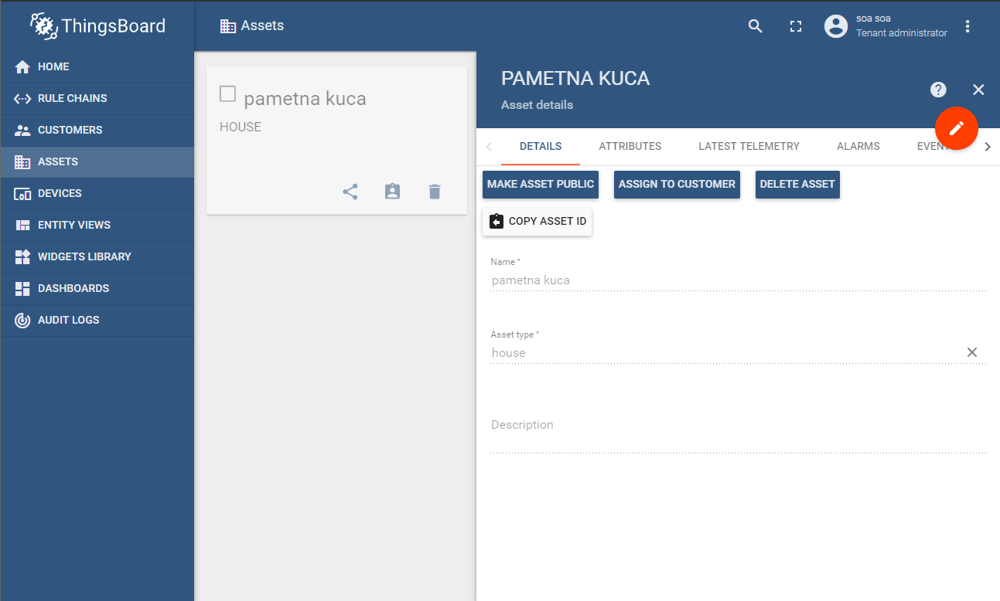 ThingsBoard
HOME
RULE CHAINS
CUSTOMERS
ASSETS
DEVICES
ENTITY VIEWS
WIDGETS LIBRARY
DASHBOARDS
AUDIT LOGS
Assets
soa soa
Tenant administrator
pametna kuca
HOUSE
PAMETNA KUCA
Asset details
DETAILS ATTRIBUTES LATEST TELEMETRY ALARMS EVENT
MAKE ASSET PUBLIC ASSIGN TO CUSTOMER DELETE ASSET
COPY ASSET ID
Name *
pametna kuca
Asset type *
house
Description